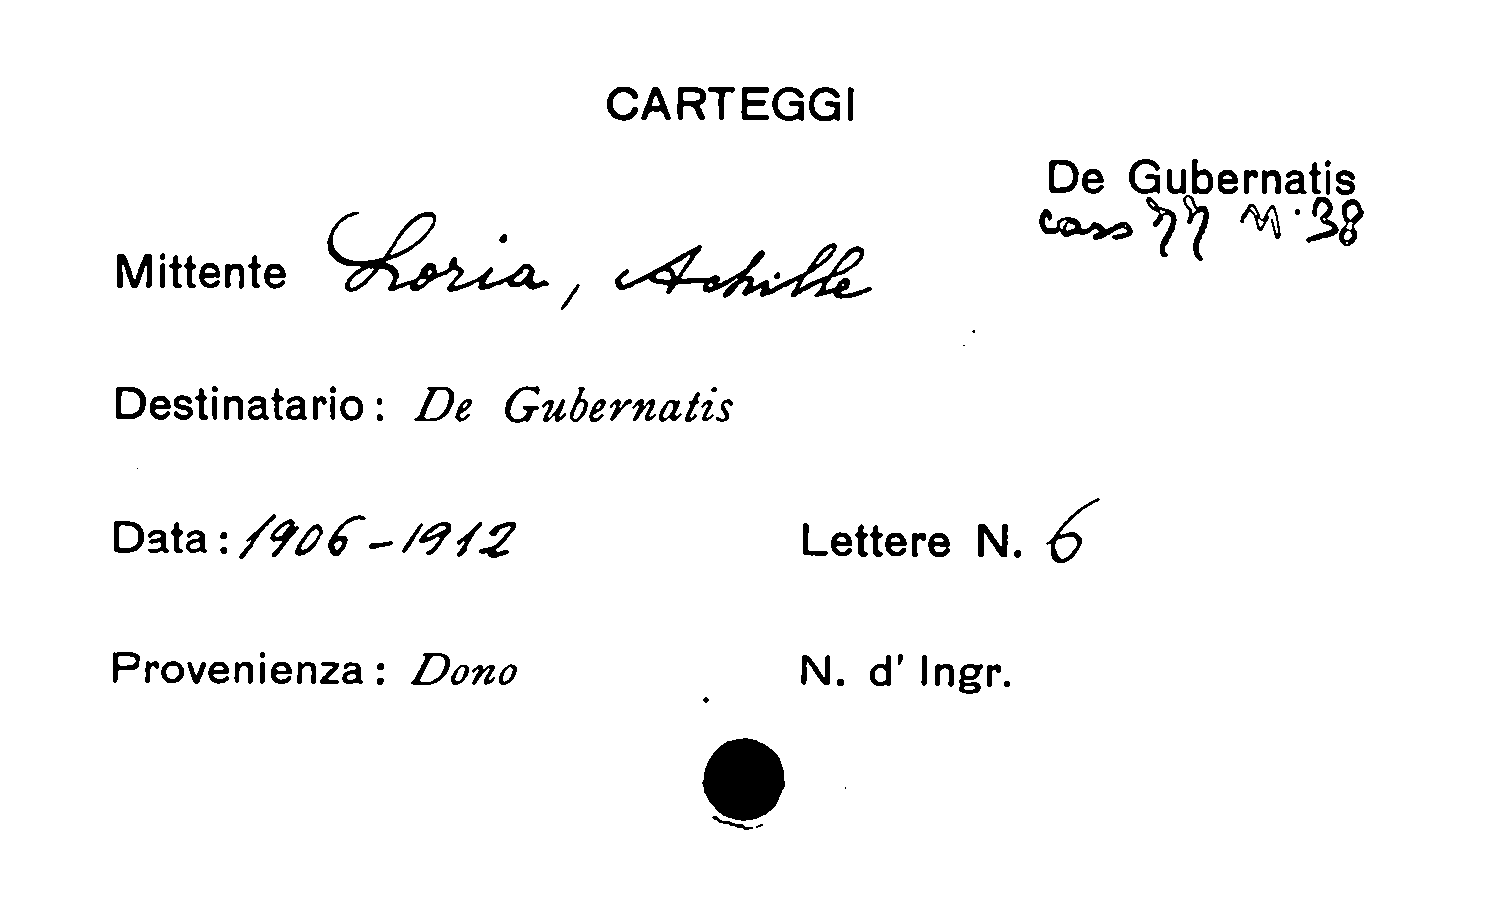 CARTEGGI
De Gubernatis
cass 77 N. 38
Mittente Loria, Achille
Destinatario: De Gubernatis
Data: 1906-1912 Lettere N. 6
Provenienza: Dono N. d' Ingr.